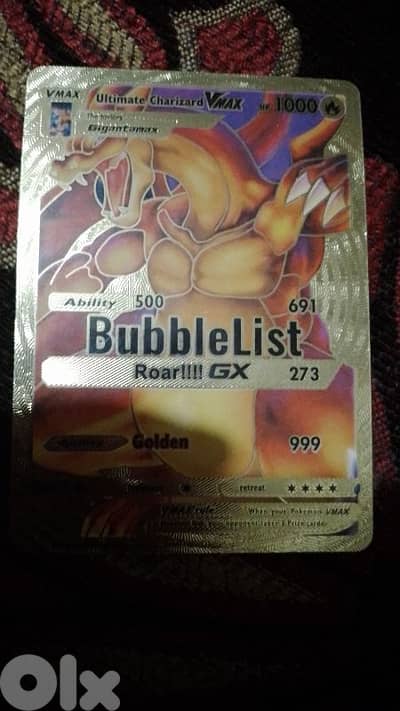 VMAX Ultimate Charizard VMAX HP 1000
Gigantamax
Ability 500 691
BubbleList
Roar!!!! GX 273
Golden 999
retreat
VMAX rule When your Pokémon VMAX
Olx